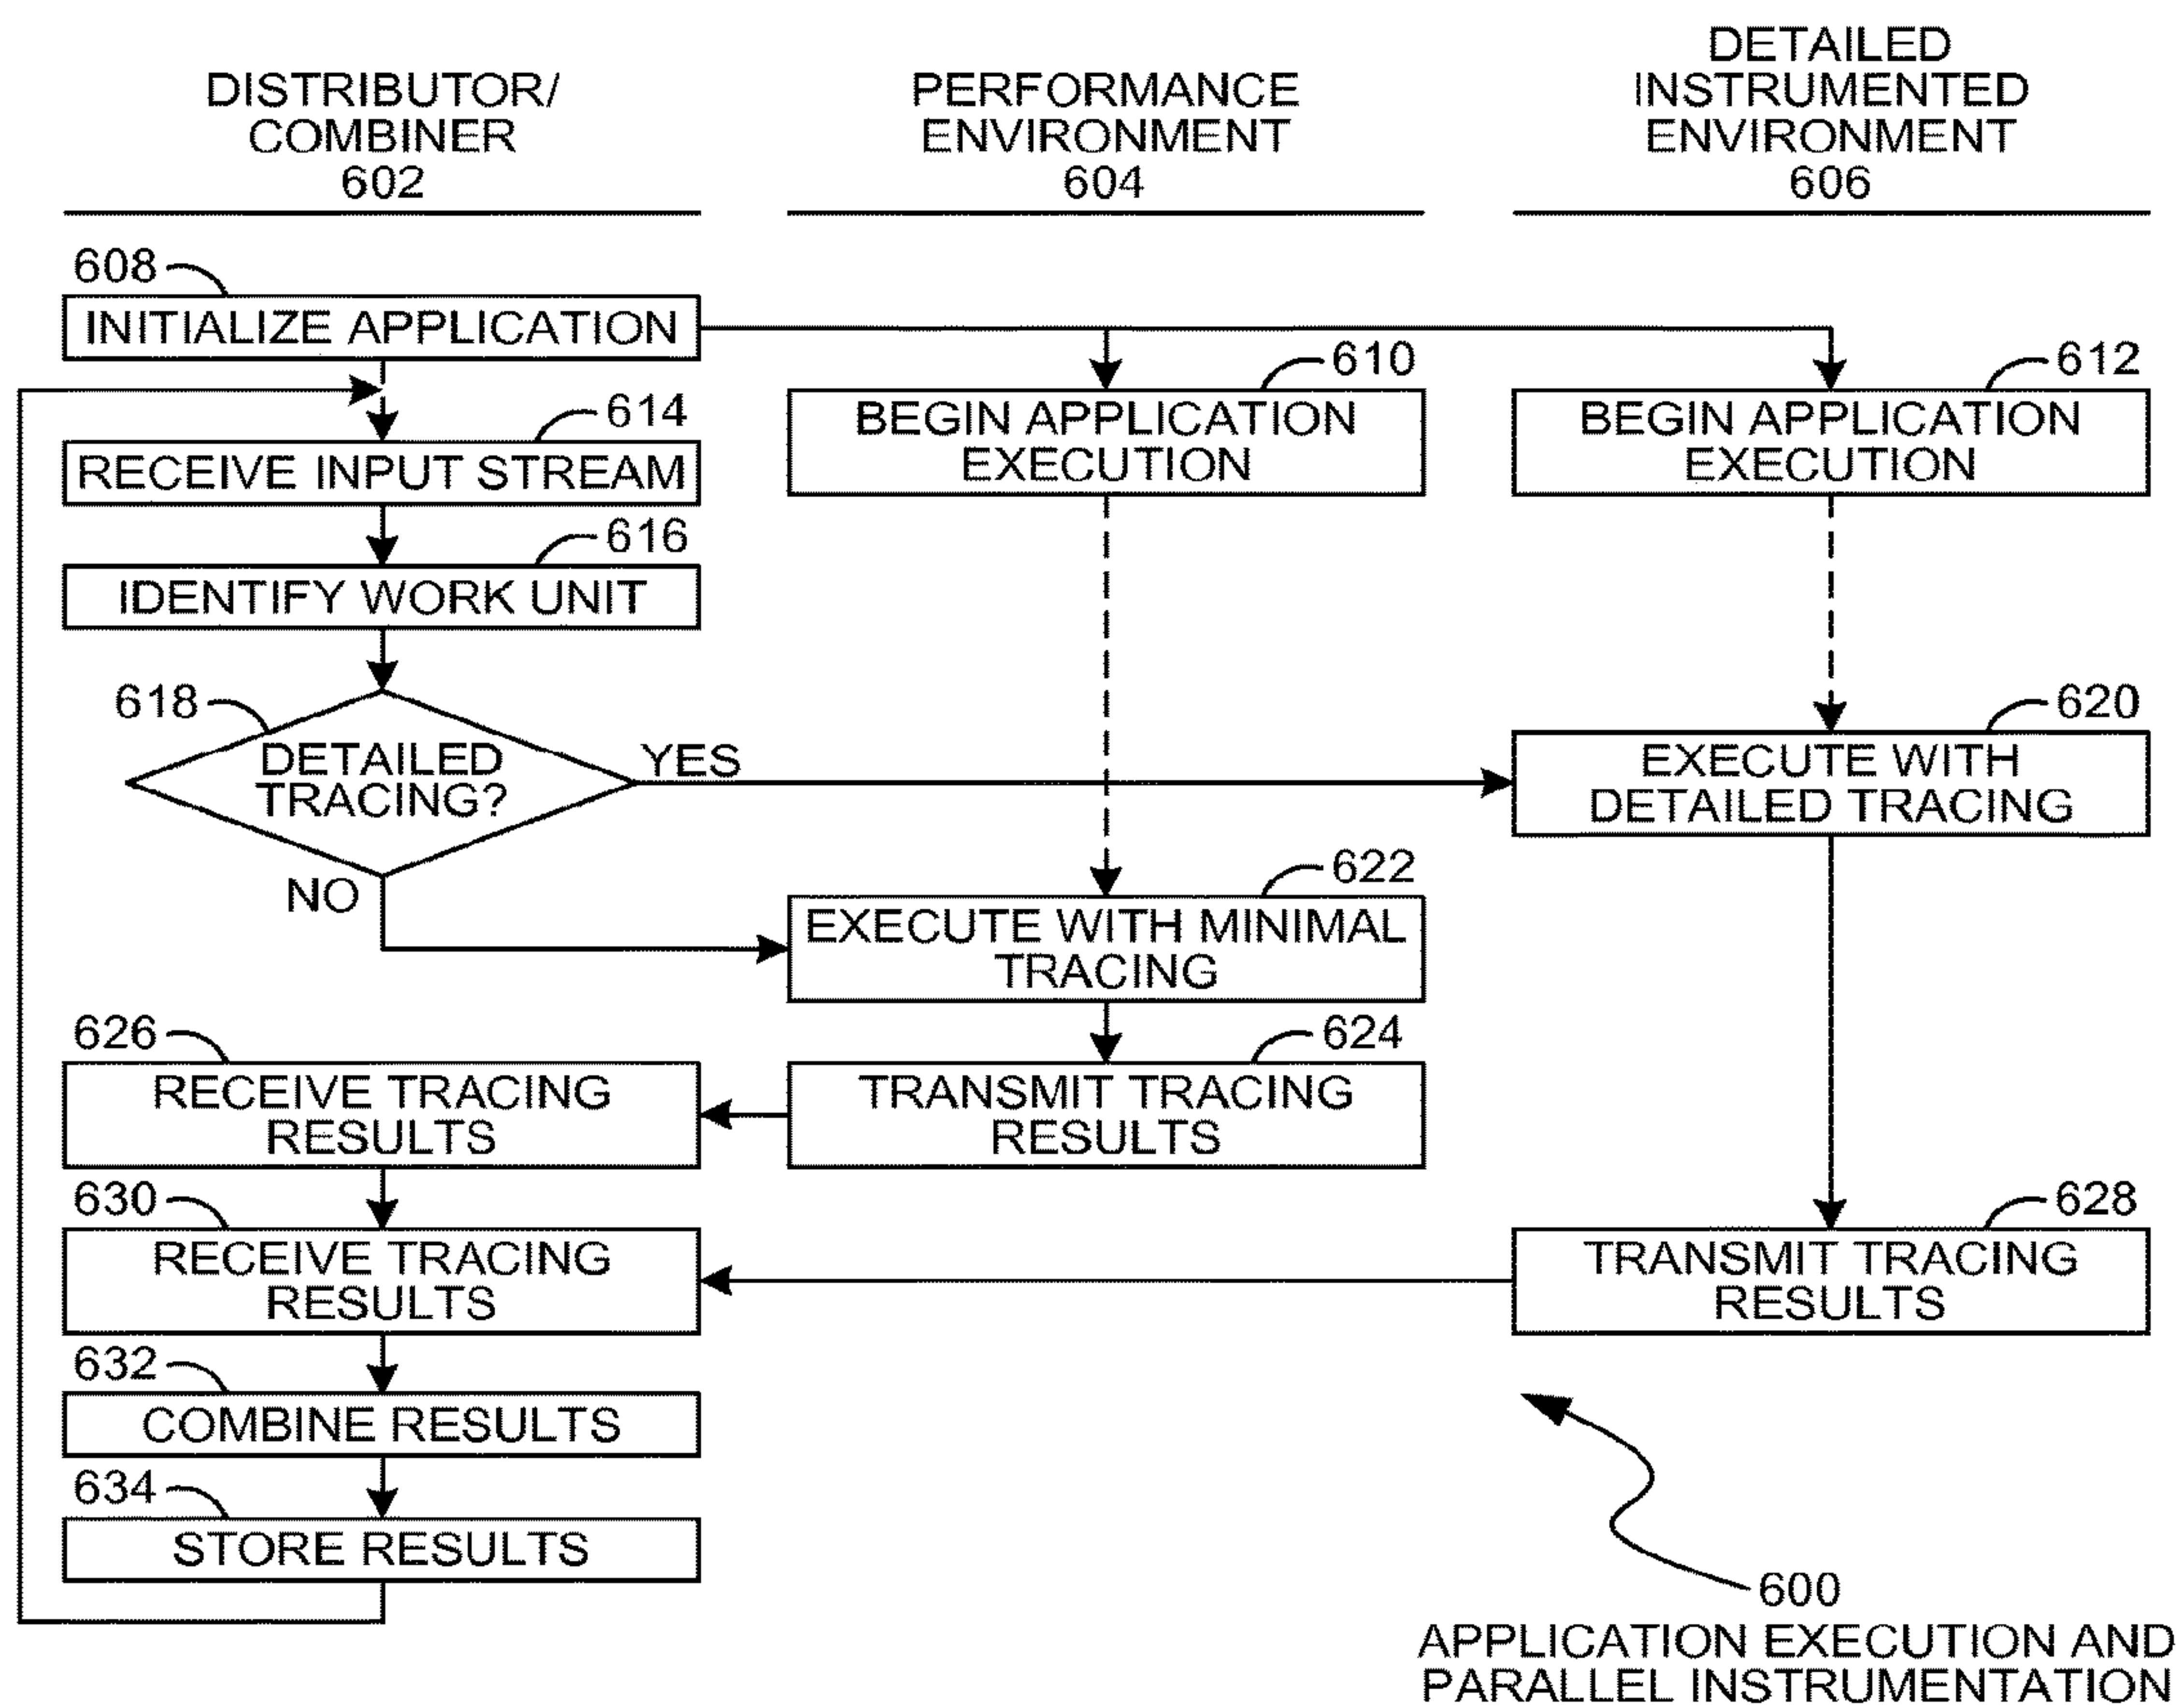 DISTRIBUTOR/
COMBINER
602
PERFORMANCE
ENVIRONMENT
604
DETAILED
INSTRUMENTED
ENVIRONMENT
606
608
INITIALIZE APPLICATION
610
BEGIN APPLICATION
EXECUTION
612
BEGIN APPLICATION
EXECUTION
614
RECEIVE INPUT STREAM
616
IDENTIFY WORK UNIT
618
DETAILED
TRACING?
YES
NO
620
EXECUTE WITH
DETAILED TRACING
622
EXECUTE WITH MINIMAL
TRACING
624
TRANSMIT TRACING
RESULTS
626
RECEIVE TRACING
RESULTS
628
TRANSMIT TRACING
RESULTS
630
RECEIVE TRACING
RESULTS
632
COMBINE RESULTS
634
STORE RESULTS
600
APPLICATION EXECUTION AND
PARALLEL INSTRUMENTATION